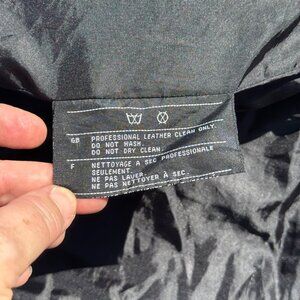 GB PROFESSIONAL LEATHER CLEAN ONLY.
DO NOT WASH.
DO NOT DRY CLEAN.
F NETTOYAGE A SEC PROFESSIONALE
SEULEMENT.
NE PAS LAVER.
NE PAS NETTOYER A SEC.